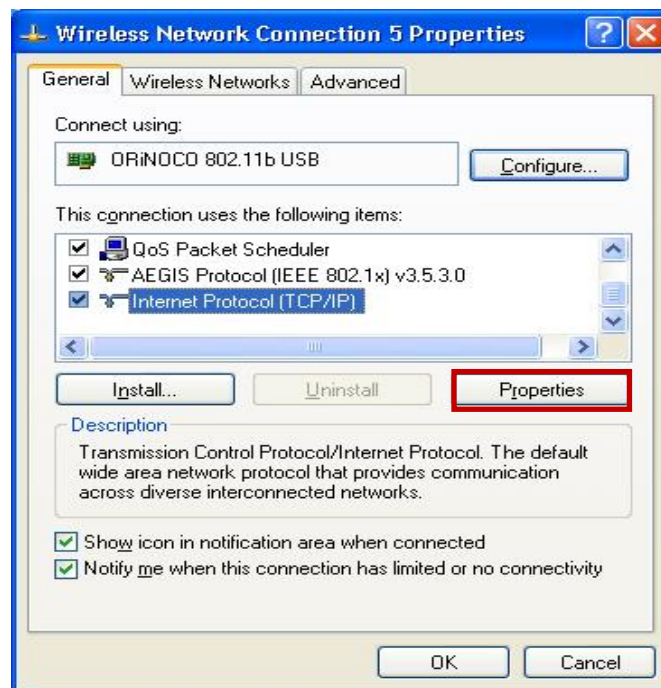 Wireless Network Connection 5 Properties
General Wireless Networks Advanced
Connect using:
ORiNOCO 802.11b USB
Configure...
This connection uses the following items:
QoS Packet Scheduler
AEGIS Protocol (IEEE 802.1x) v3.5.3.0
Internet Protocol (TCP/IP)
Install... Uninstall Properties
Description
Transmission Control Protocol/Internet Protocol. The default
wide area network protocol that provides communication
across diverse interconnected networks.
Show icon in notification area when connected
Notify me when this connection has limited or no connectivity
OK Cancel